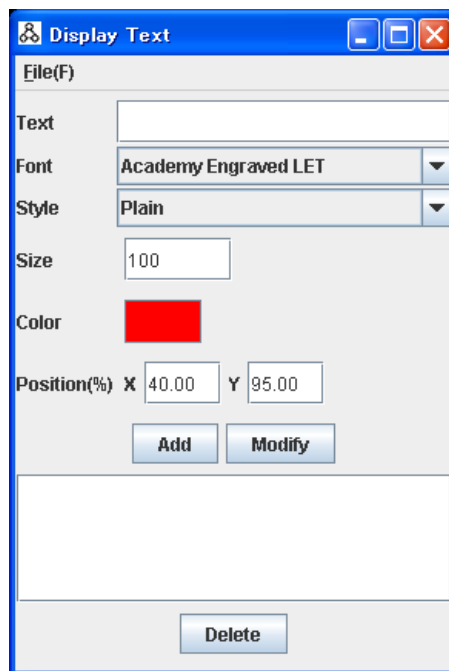 Display Text
File(F)
Text
Font Academy Engraved LET
Style Plain
Size 100
Color
Position(%) X 40.00 Y 95.00
Add Modify
Delete